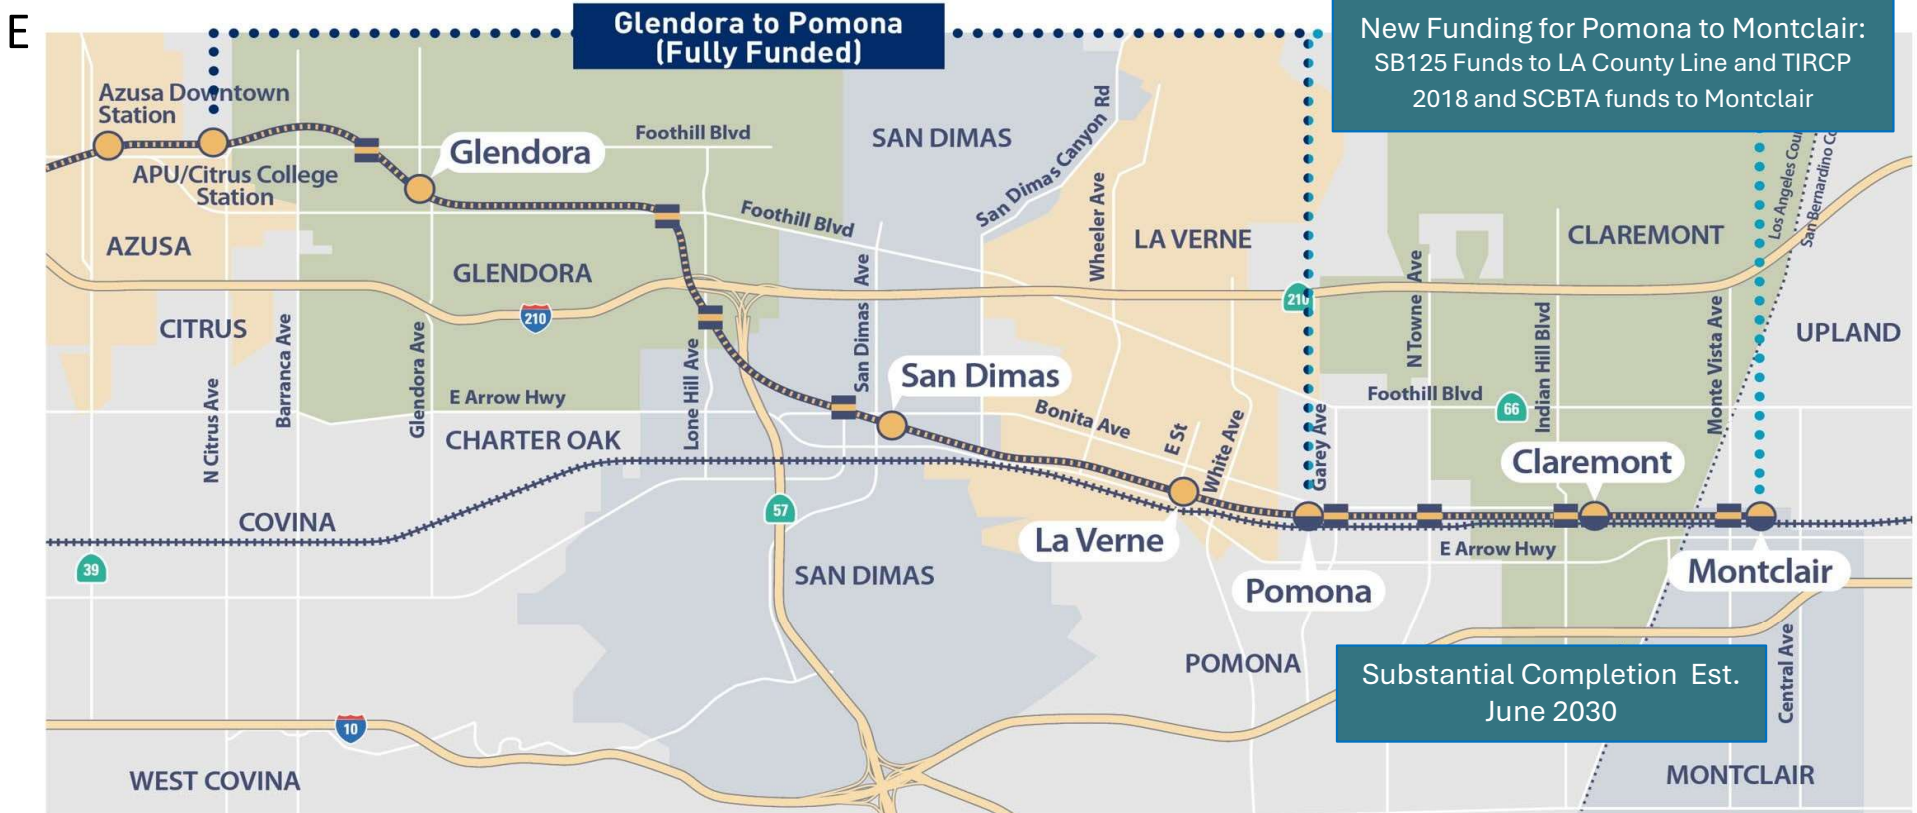 E
Glendora to Pomona
(Fully Funded)
New Funding for Pomona to Montclair:
SB125 Funds to LA County Line and TIRCP
2018 and SCBTA funds to Montclair
Azusa Downtown
Station
APU/Citrus College
Station
Glendora
Foothill Blvd
SAN DIMAS
San Dimas Canyon Rd
Wheeler Ave
LA VERNE
CLAREMONT
Los Angeles Cou
San Bernardino Co
AZUSA
Foothill Blvd
GLENDORA
210
210
CITRUS
N Citrus Ave
Barranca Ave
Glendora Ave
Lone Hill Ave
San Dimas Ave
N Towne Ave
Indian Hill Blvd
Monte Vista Ave
UPLAND
San Dimas
E Arrow Hwy
CHARTER OAK
Bonita Ave
E St
White Ave
Garey Ave
Foothill Blvd
66
Claremont
COVINA
57
La Verne
E Arrow Hwy
39
SAN DIMAS
Pomona
Montclair
POMONA
Substantial Completion Est.
June 2030
Central Ave
10
WEST COVINA
MONTCLAIR